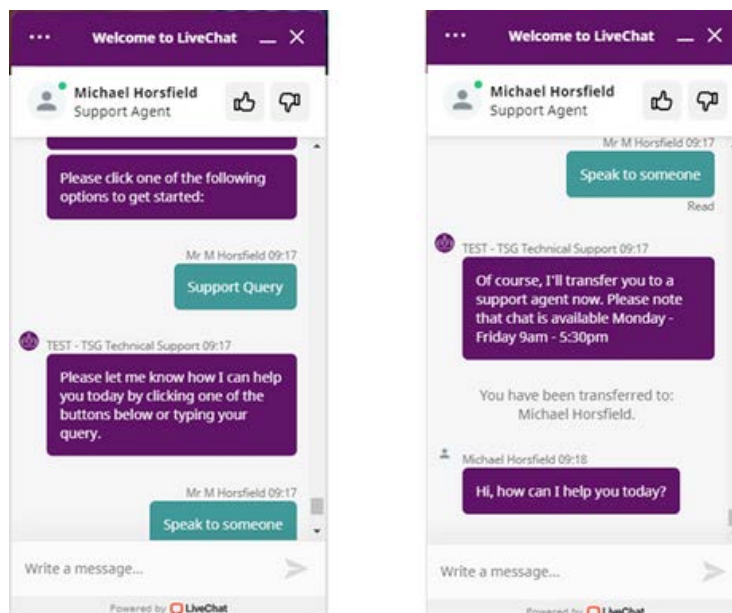 Welcome to LiveChat
Michael Horsfield
Support Agent
Please click one of the following
options to get started:
Mr M Horsfield 09:17
Support Query
TEST - TSG Technical Support 09:17
Please let me know how I can help
you today by clicking one of the
buttons below or typing your
query.
Mr M Horsfield 09:17
Speak to someone
Write a message...
Powered by LiveChat
Welcome to LiveChat
Michael Horsfield
Support Agent
Mr M Horsfield 09:17
Speak to someone
Read
TEST - TSG Technical Support 09:17
Of course, I'll transfer you to a
support agent now. Please note
that chat is available Monday -
Friday 9am - 5:30pm
You have been transferred to:
Michael Horsfield.
Michael Horsfield 09:18
Hi, how can I help you today?
Write a message...
Powered by LiveChat